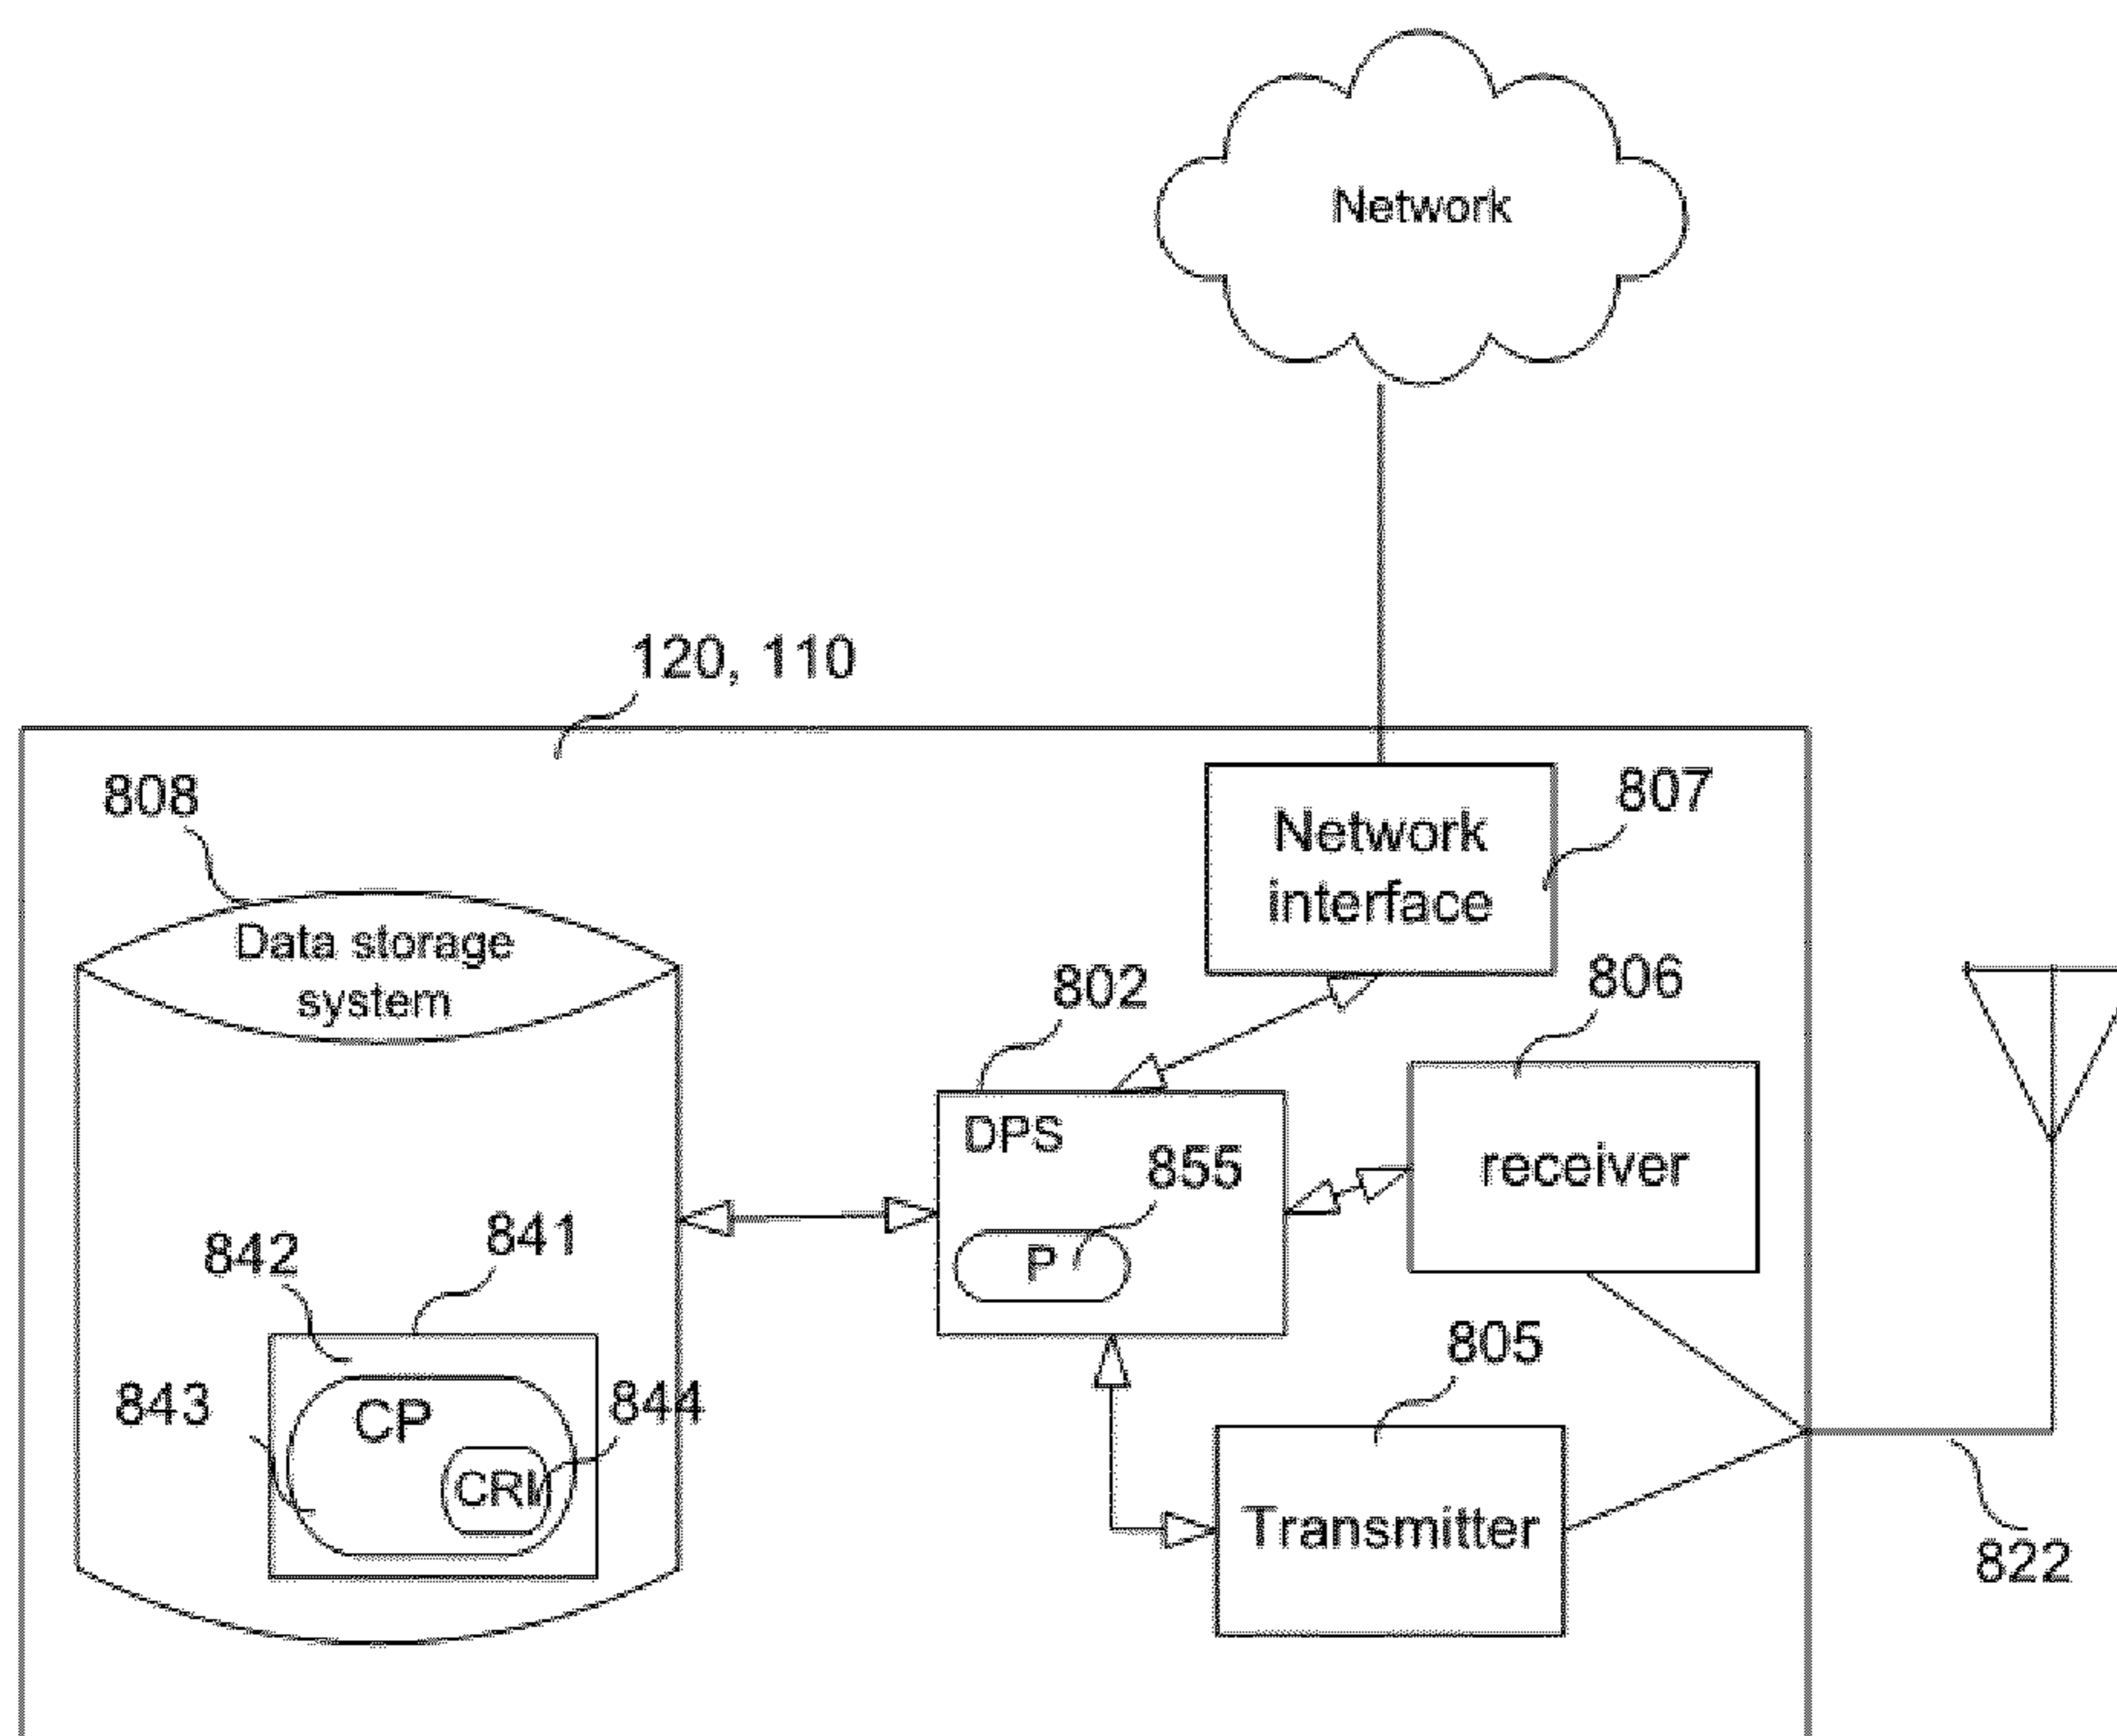 Network
120, 110
808
807
Network
interface
Data storage
system
802
806
DPS
855
receiver
P
842
841
805
843
CP
844
CRI
Transmitter
822